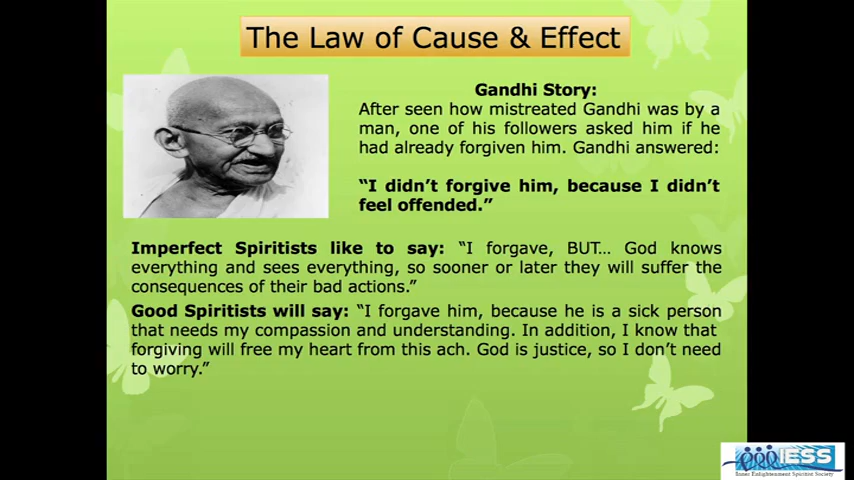 The Law of Cause & Effect
Gandhi Story:
After seen how mistreated Gandhi was by a
man, one of his followers asked him if he
had already forgiven him. Gandhi answered:
“I didn’t forgive him, because I didn’t
feel offended.”
Imperfect Spiritists like to say: “I forgave, BUT… God knows
everything and sees everything, so sooner or later they will suffer the
consequences of their bad actions.”
Good Spiritists will say: “I forgave him, because he is a sick person
that needs my compassion and understanding. In addition, I know that
forgiving will free my heart from this ach. God is justice, so I don’t need
to worry.”
IESS
Inner Enlightenment Spiritist Society